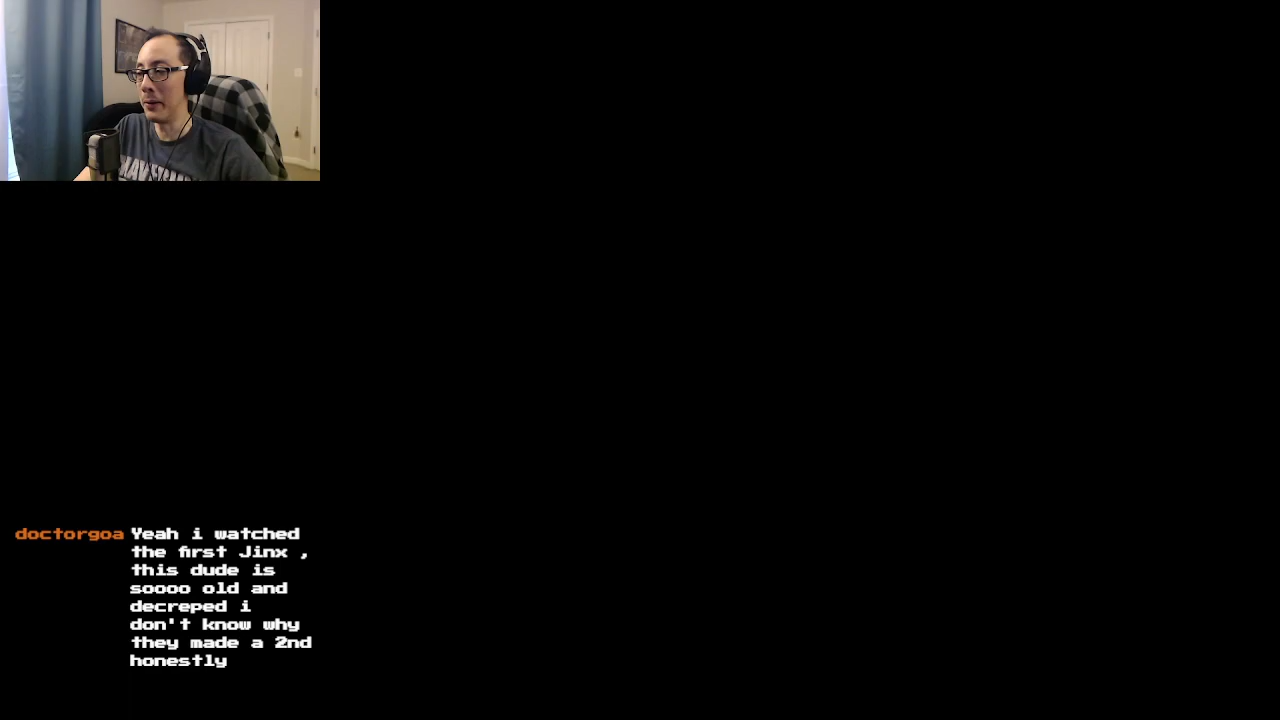 doctorgoa Yeah i watched
the first Jinx ,
this dude is
soooo old and
decreped i
don't know why
they made a 2nd
honestly